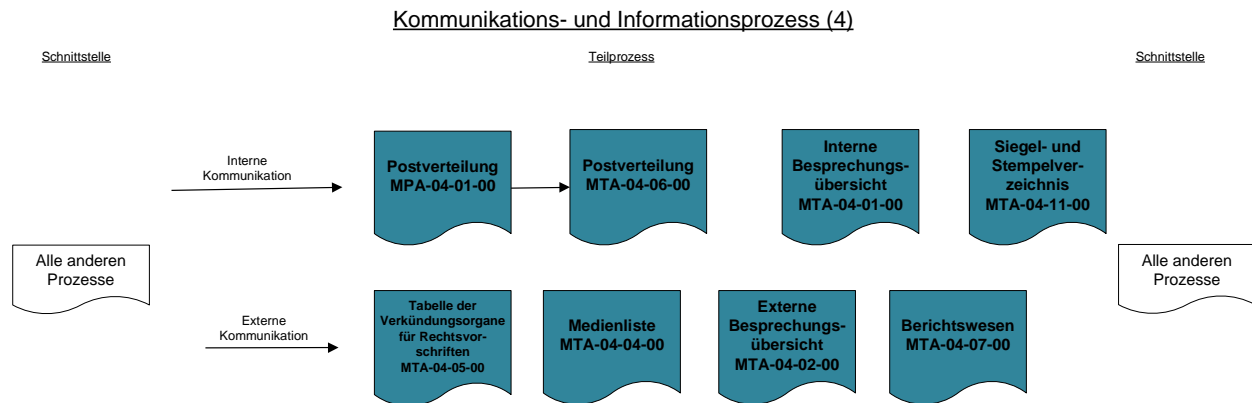 Kommunikations- und Informationsprozess (4)
Schnittstelle
Teilprozess
Schnittstelle
Interne
Kommunikation
Postverteilung
MPA-04-01-00
Postverteilung
MTA-04-06-00
Interne
Besprechungs-
übersicht
MTA-04-01-00
Siegel- und
Stempelver-
zeichnis
MTA-04-11-00
Alle anderen
Prozesse
Alle anderen
Prozesse
Externe
Kommunikation
Tabelle der
Verkündungsorgane
für Rechtsvor-
schriften
MTA-04-05-00
Medienliste
MTA-04-04-00
Externe
Besprechungs-
übersicht
MTA-04-02-00
Berichtswesen
MTA-04-07-00